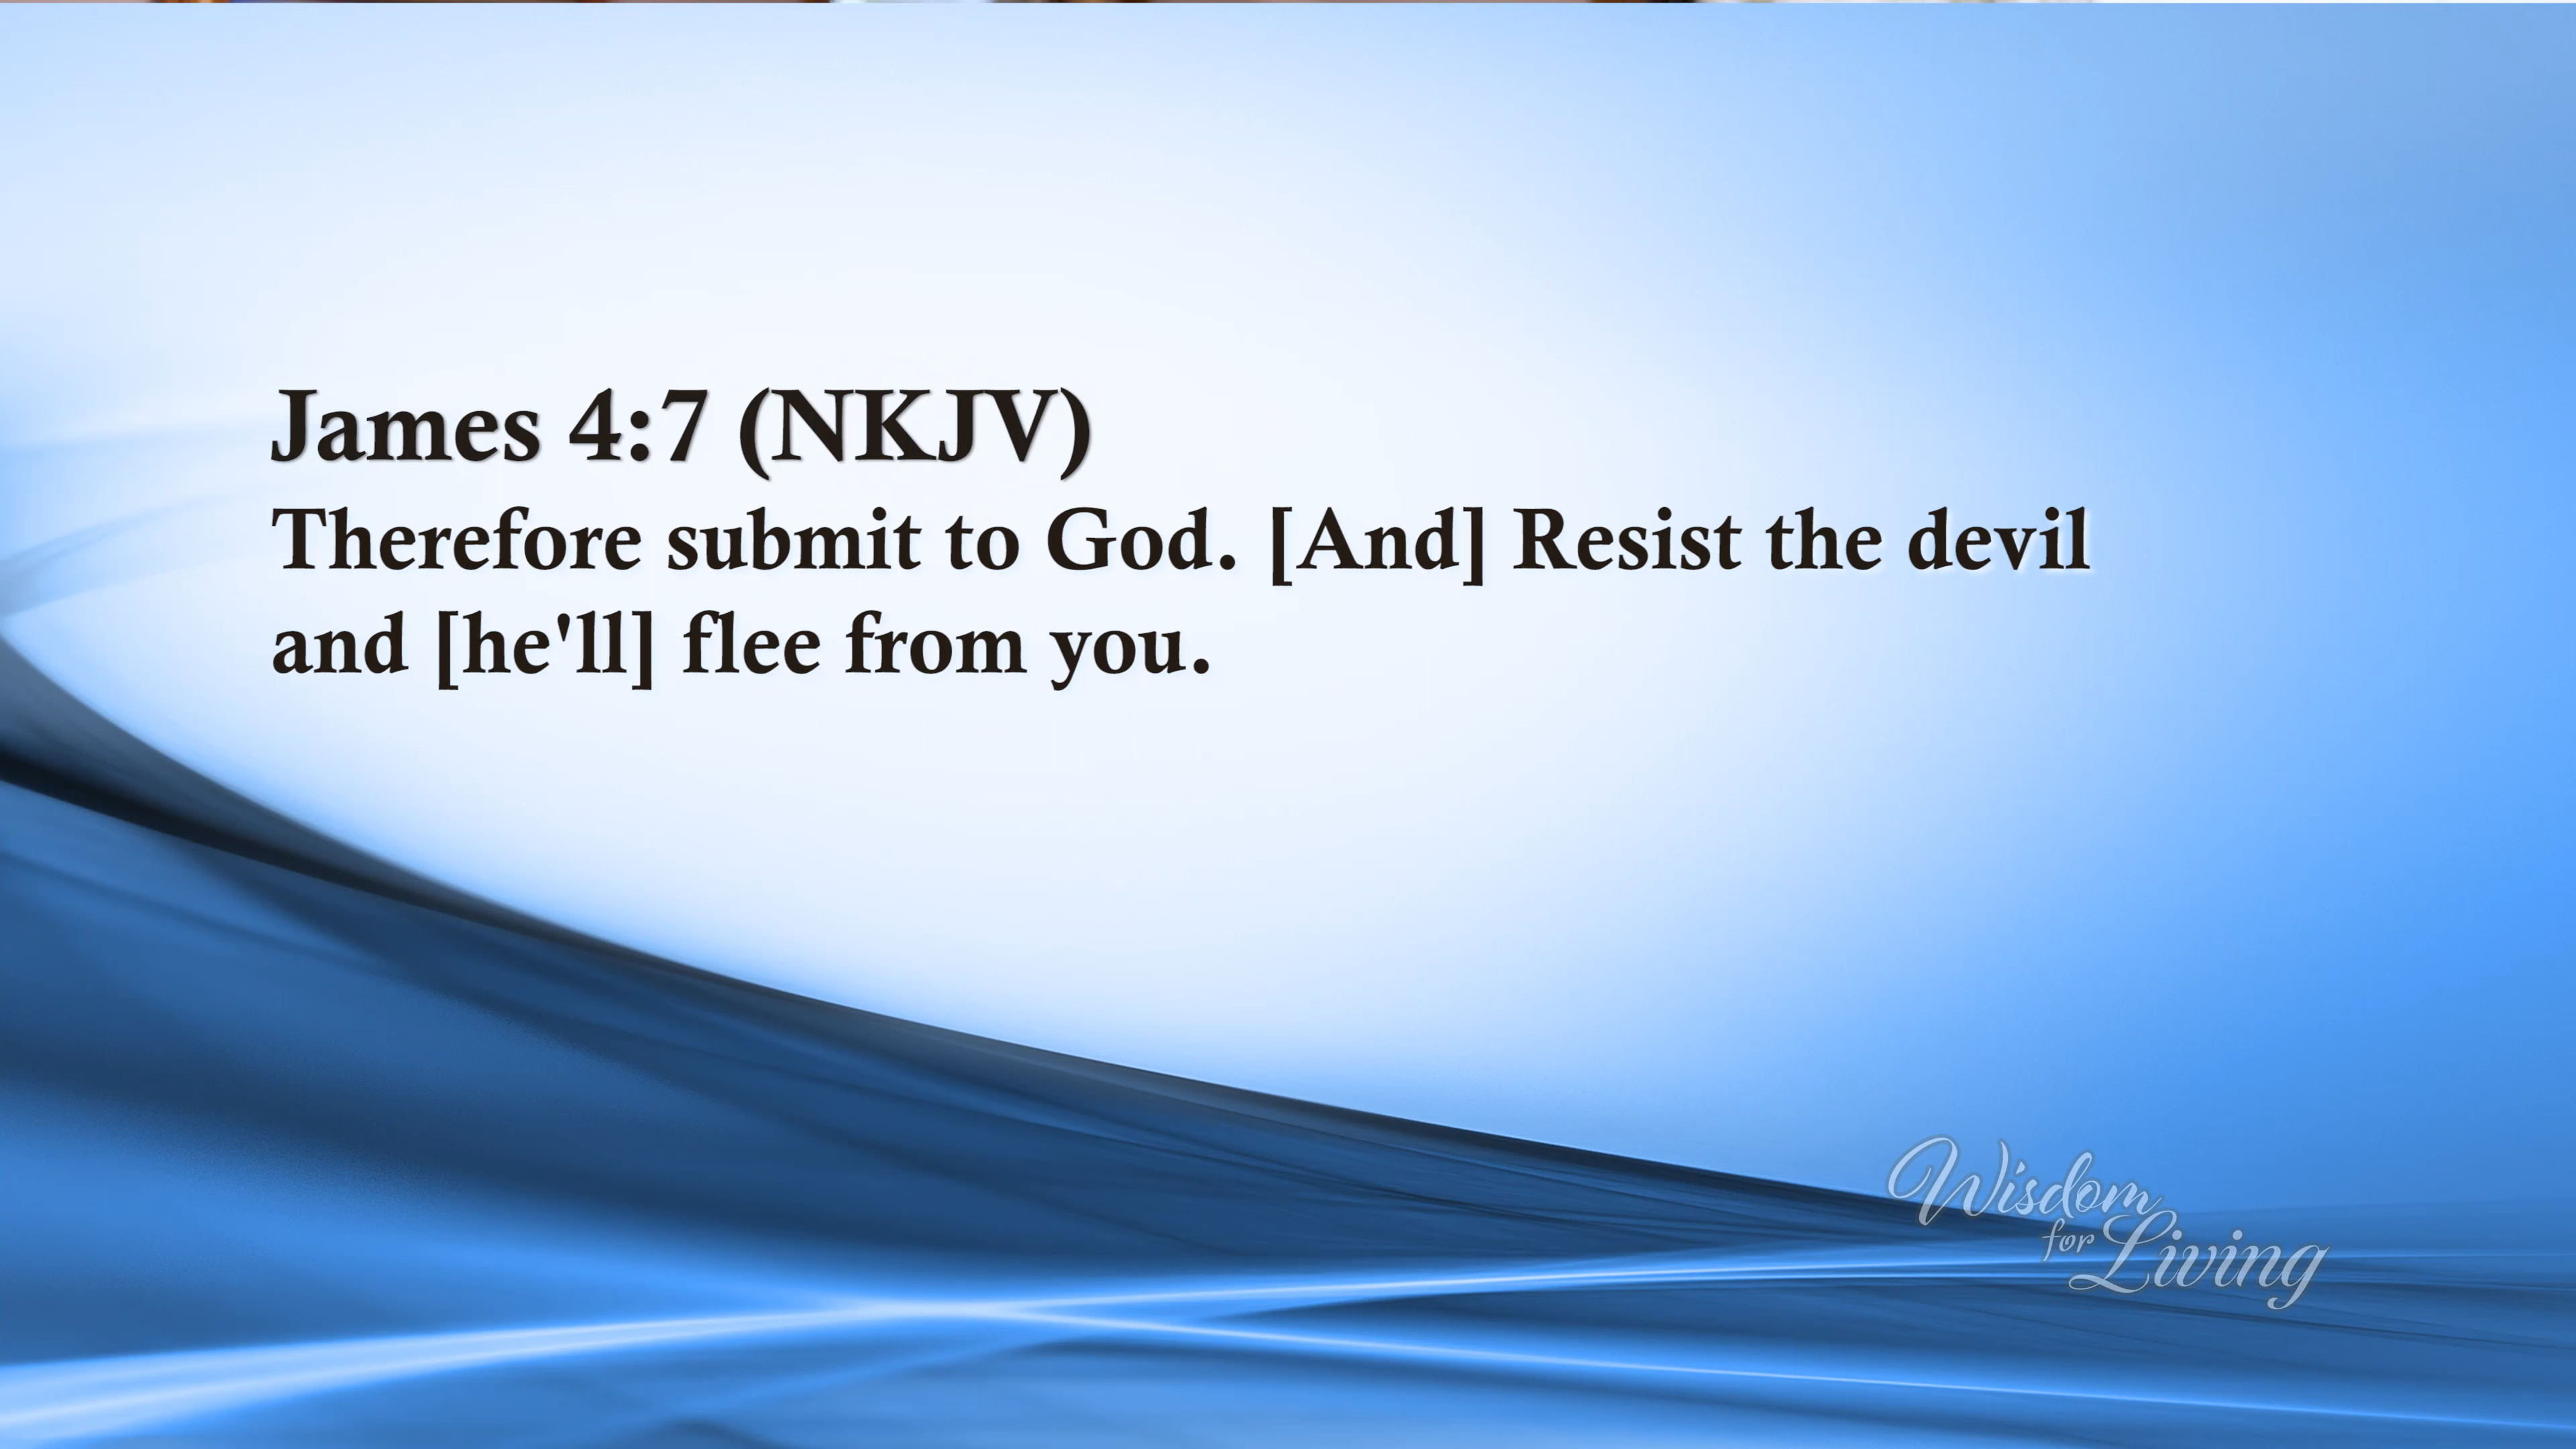 James 4:7 (NKJV)
Therefore submit to God. [And] Resist the devil
and [he'll] flee from you.
Wisdom
for Living